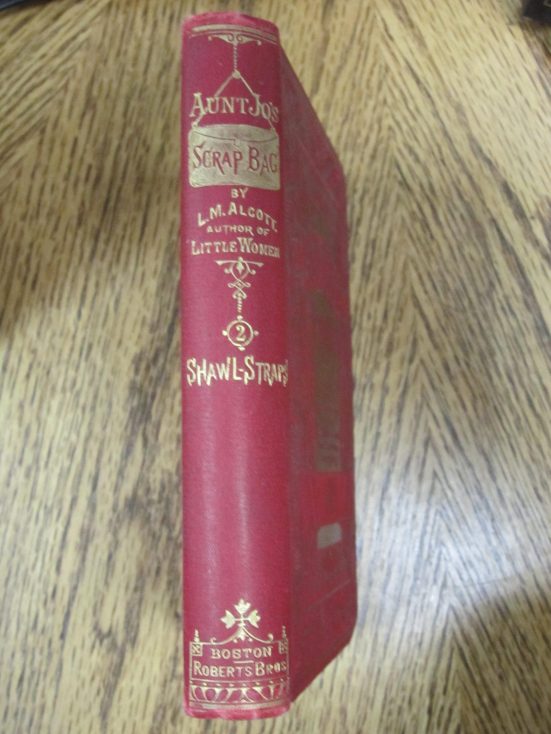 AUNT JO'S
SCRAP BAG
BY
L. M. ALCOTT,
AUTHOR OF
"LITTLE WOMEN
2
SHAWL-STRAPS
BOSTON
ROBERTS BROS